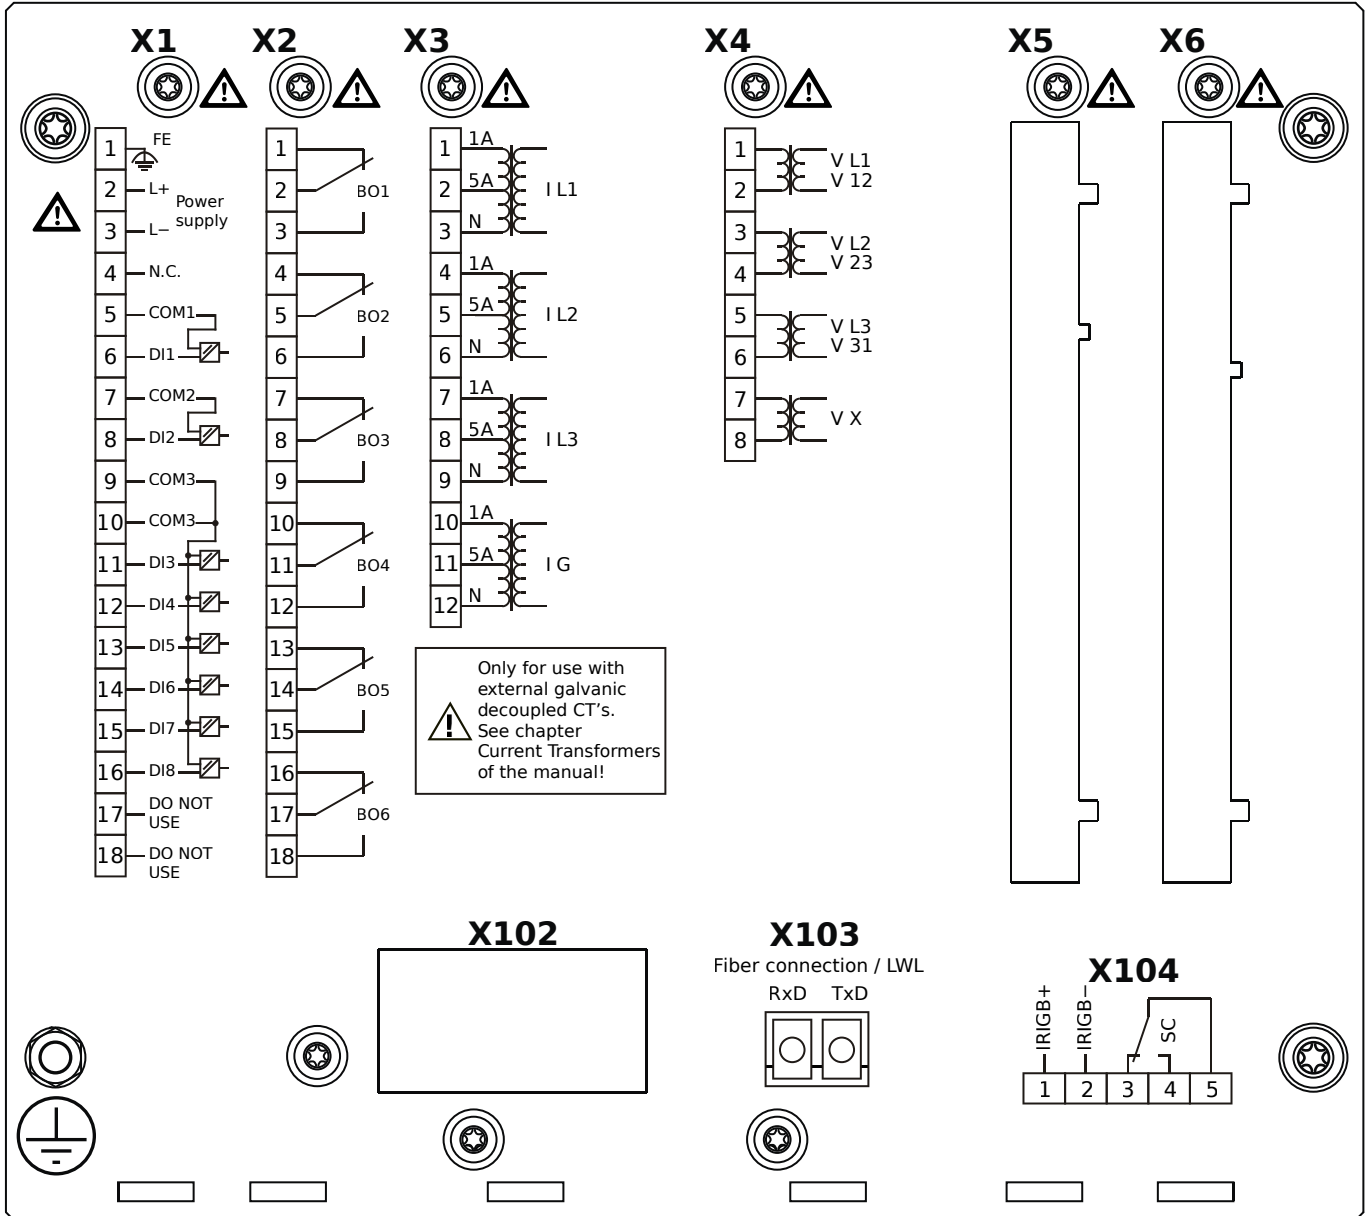 X1
X2
X3
X4
X5
X6
1
FE
2
L+
Power
supply
3
L−
4
N.C.
5
COM1
6
DI1
7
COM2
8
DI2
9
COM3
10
COM3
11
DI3
12
DI4
13
DI5
14
DI6
15
DI7
16
DI8
17
DO NOT
USE
18
DO NOT
USE
1
2
BO1
3
4
5
BO2
6
7
8
BO3
9
10
11
BO4
12
13
14
BO5
15
16
17
BO6
18
1
1A
2
5A
I L1
3
N
4
1A
5
5A
I L2
6
N
7
1A
8
5A
I L3
9
N
10
1A
11
5A
I G
12
N
Only for use with
external galvanic
decoupled CT's.
See chapter
Current Transformers
of the manual!
1
2
V L1
V 12
3
4
V L2
V 23
5
6
V L3
V 31
7
8
V X
X102
X103
Fiber connection / LWL
RxD TxD
X104
IRIGB+
IRIGB−
SC
1 2 3 4 5